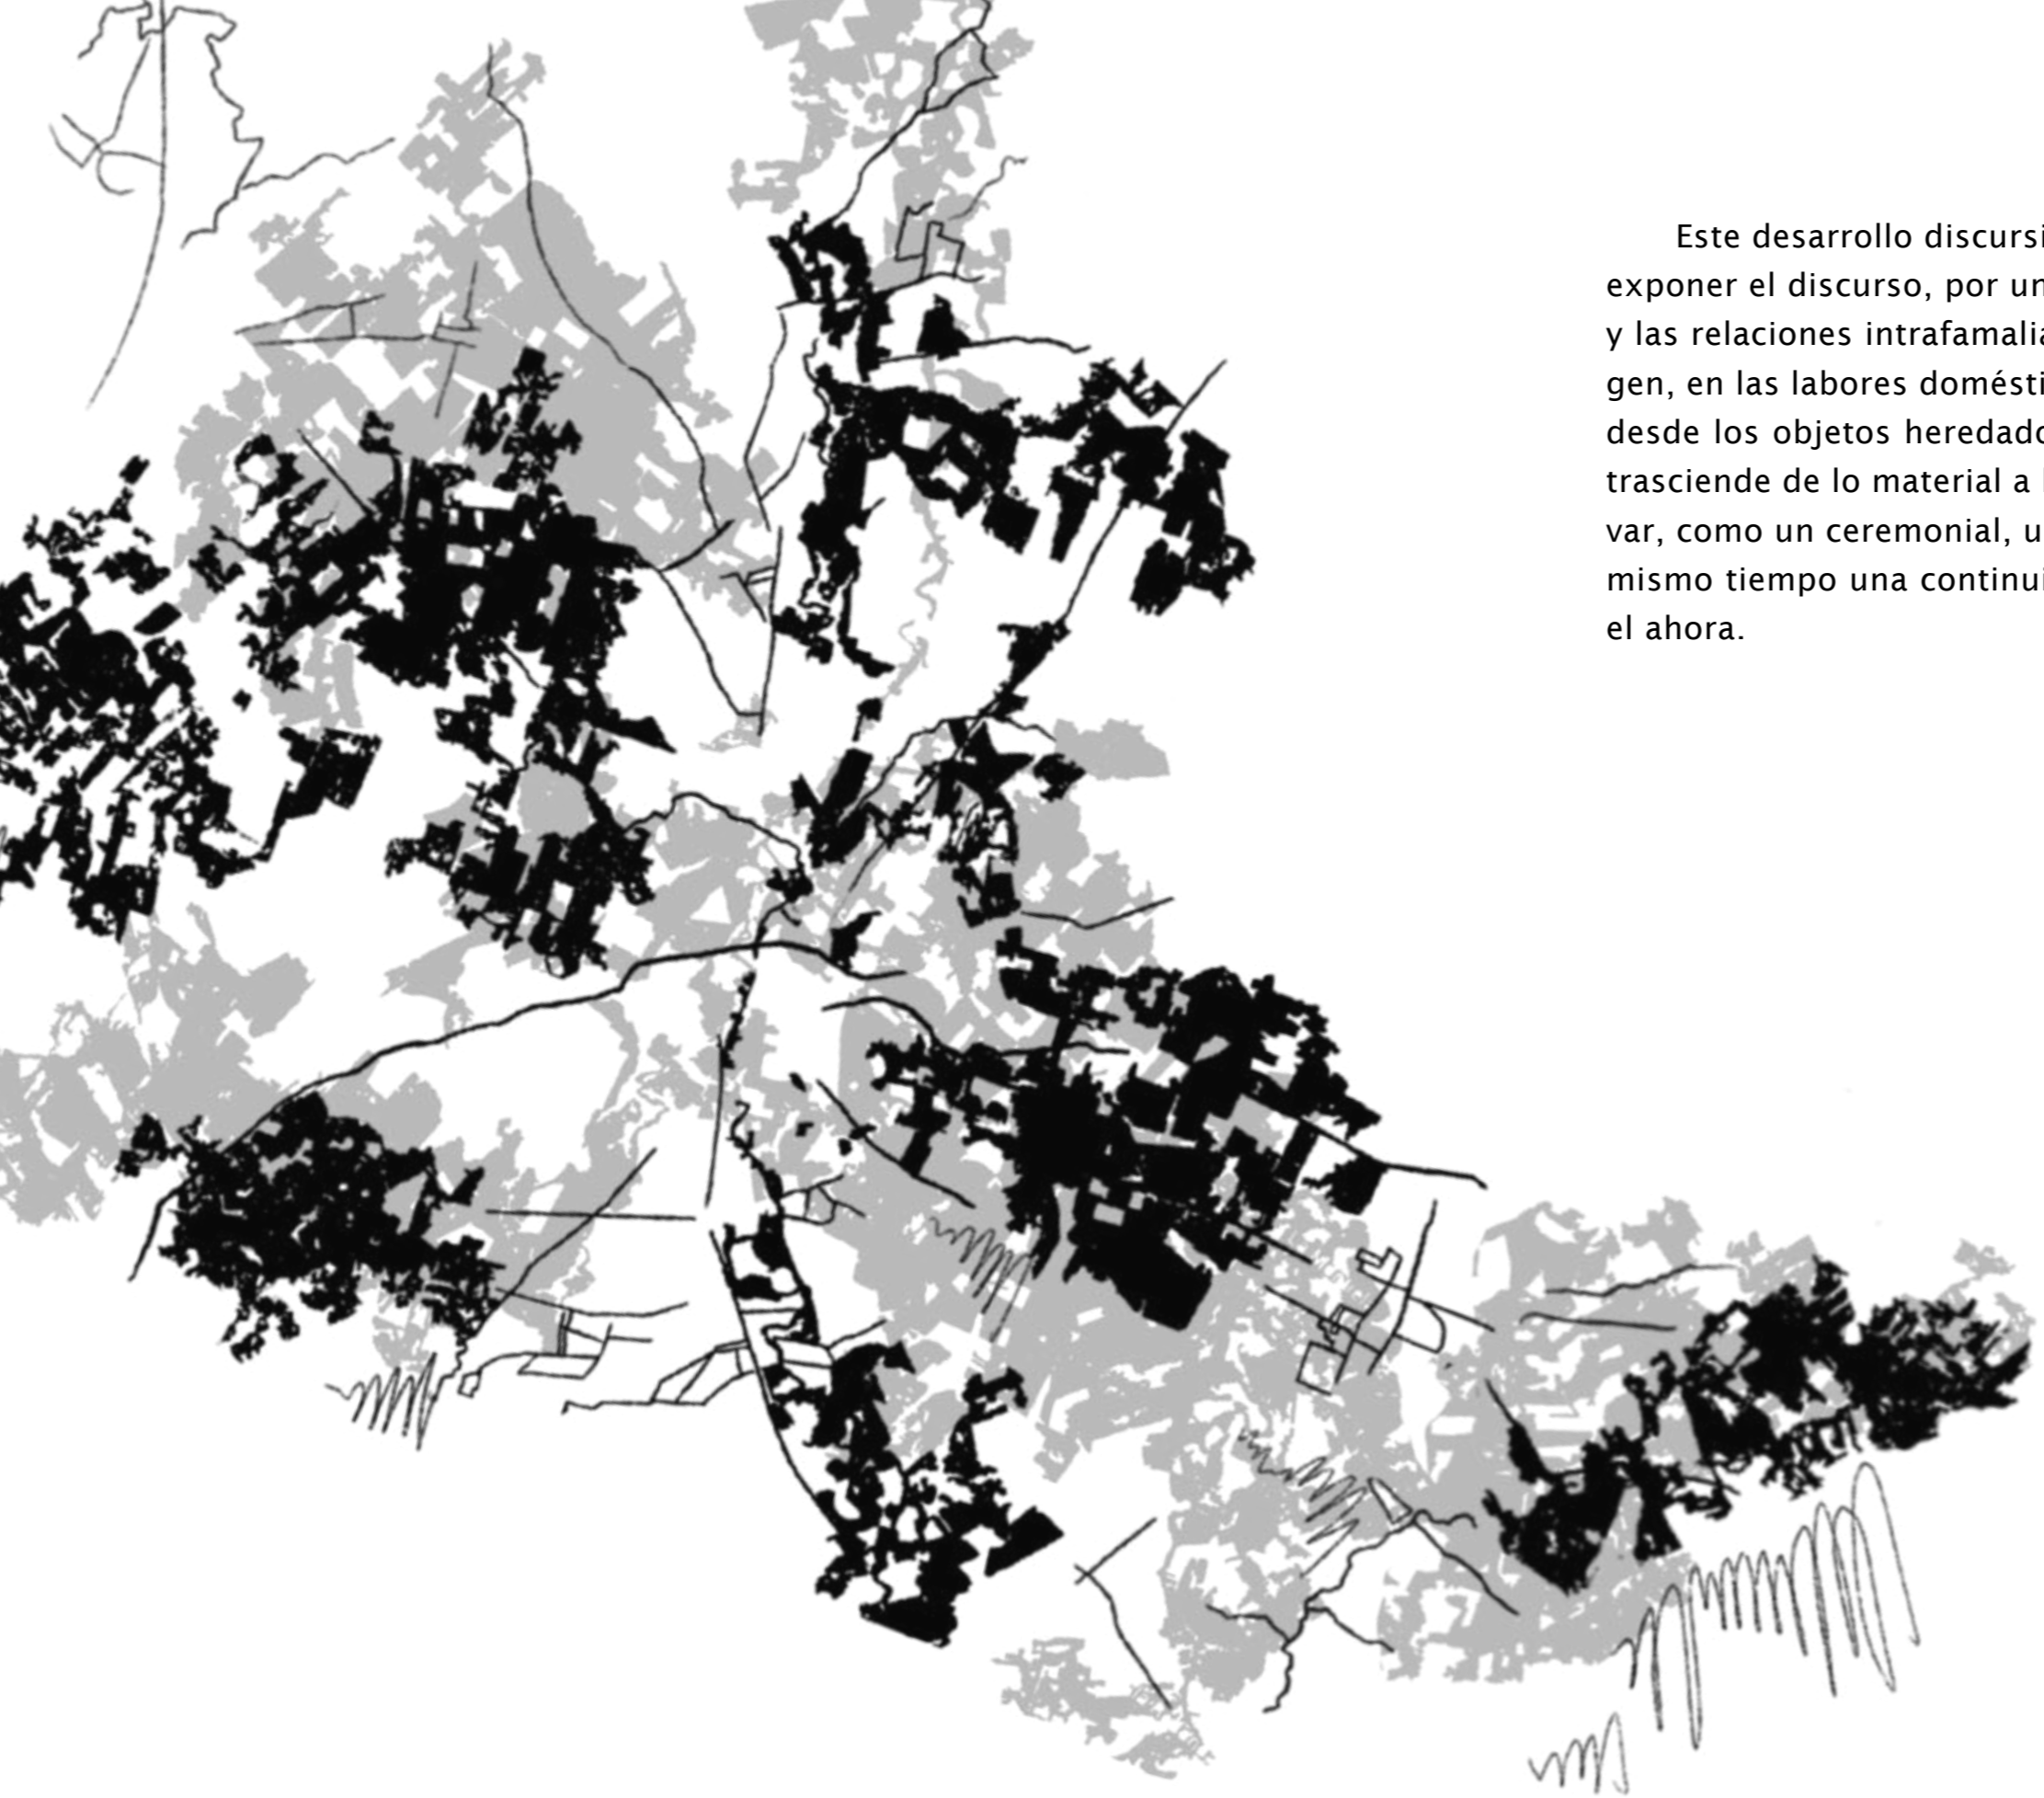 Este desarrollo discursi
exponer el discurso, por un
y las relaciones intrafamilia
gen, en las labores domésti
desde los objetos heredado
trasciende de lo material a l
var, como un ceremonial, u
mismo tiempo una continui
el ahora.